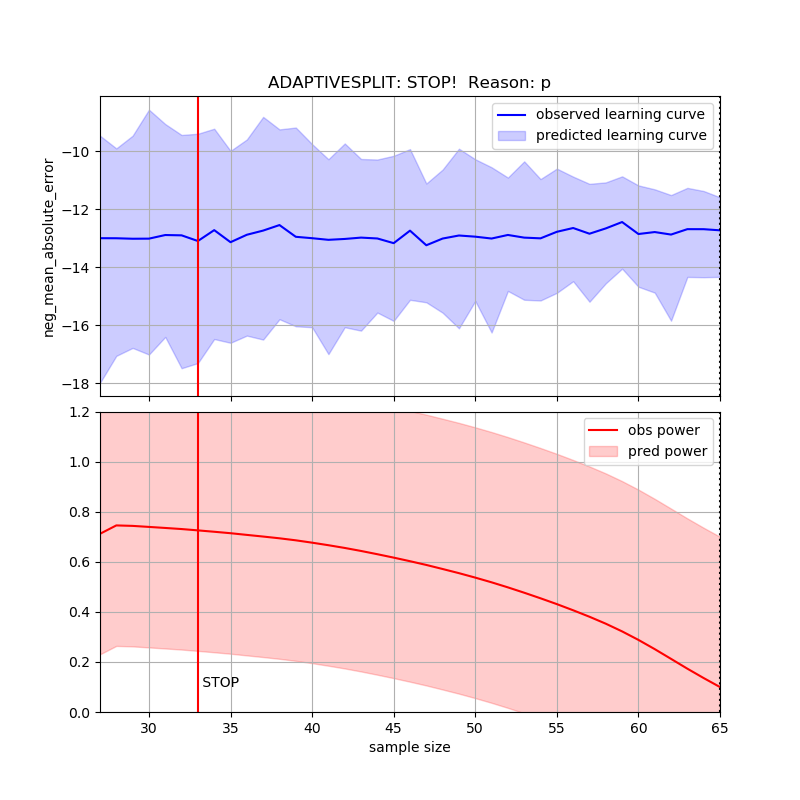 ADAPTIVESPLIT: STOP!  Reason: p
observed learning curve
predicted learning curve
neg_mean_absolute_error
−10
−12
−14
−16
−18
obs power
pred power
1.2
1.0
0.8
0.6
0.4
0.2
0.0
STOP
30 35 40 45 50 55 60 65
sample size